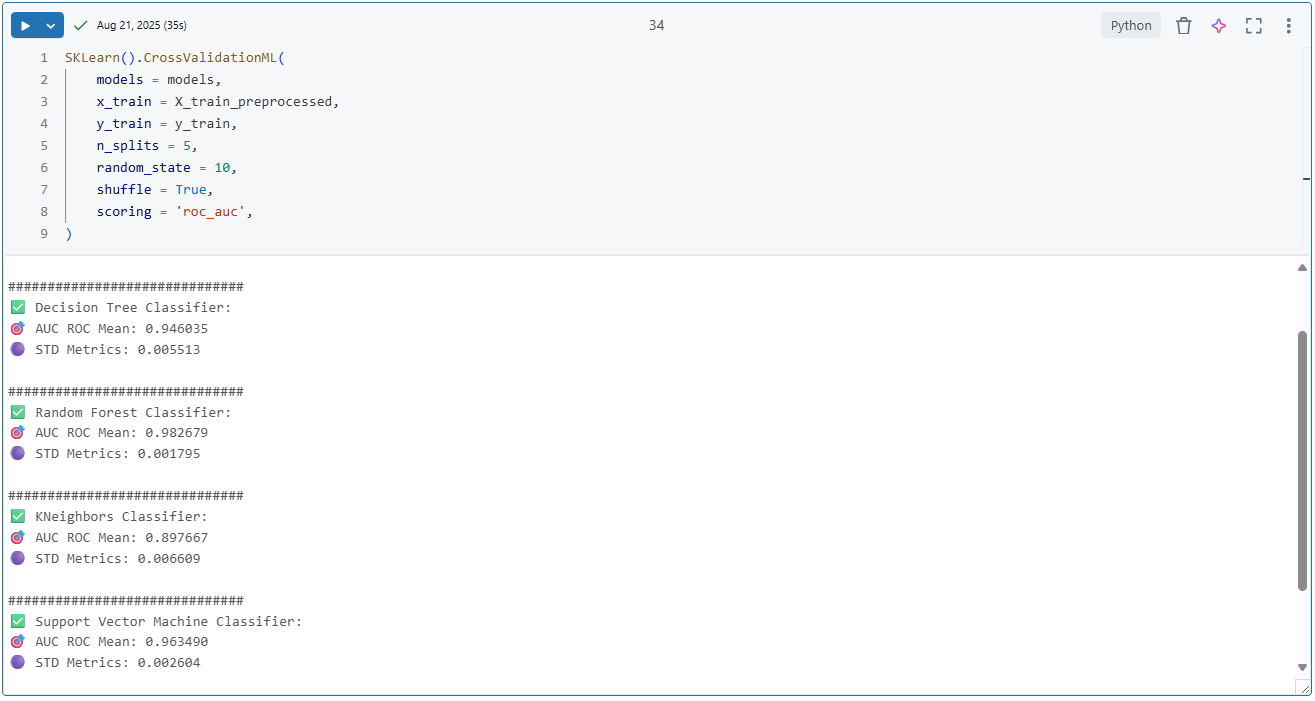 Aug 21, 2025 (35s)
34
Python
1 SKLearn().CrossValidationML(
2     models = models,
3     x_train = X_train_preprocessed,
4     y_train = y_train,
5     n_splits = 5,
6     random_state = 10,
7     shuffle = True,
8     scoring = 'roc_auc',
9 )
##############################
✅ Decision Tree Classifier:
🎯 AUC ROC Mean: 0.946035
🟣 STD Metrics: 0.005513
##############################
✅ Random Forest Classifier:
🎯 AUC ROC Mean: 0.982679
🟣 STD Metrics: 0.001795
##############################
✅ KNeighbors Classifier:
🎯 AUC ROC Mean: 0.897667
🟣 STD Metrics: 0.006609
##############################
✅ Support Vector Machine Classifier:
🎯 AUC ROC Mean: 0.963490
🟣 STD Metrics: 0.002604